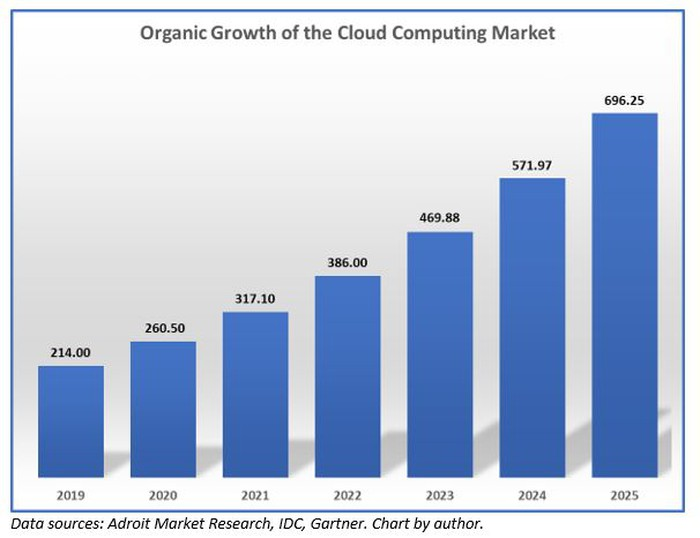 Organic Growth of the Cloud Computing Market
696.25
571.97
469.88
386.00
317.10
260.50
214.00
2019 2020 2021 2022 2023 2024 2025
Data sources: Adroit Market Research, IDC, Gartner. Chart by author.